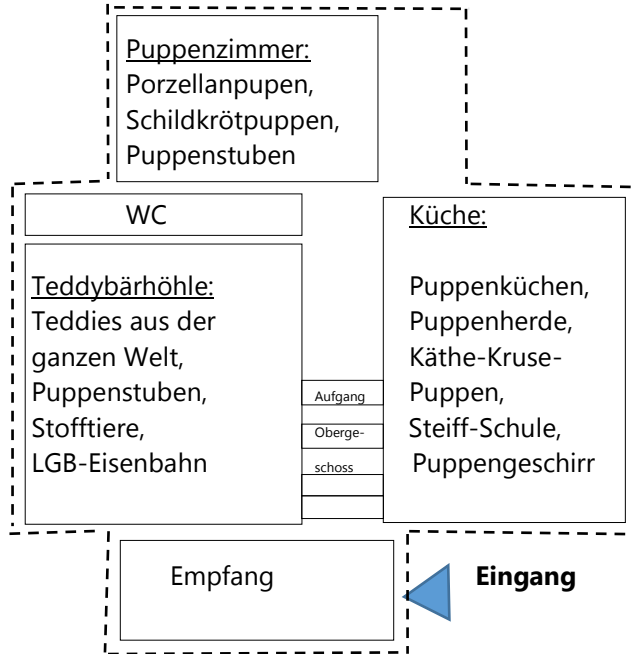 Puppenzimmer:
Porzellanpupen,
Schildkrötpuppen,
Puppenstuben
WC
Teddybärhöhle:
Teddies aus der
ganzen Welt,
Puppenstuben,
Stofftiere,
LGB-Eisenbahn
Aufgang
Oberge-
schoss
Küche:
Puppenküchen,
Puppenherde,
Käthe-Kruse-
Puppen,
Steiff-Schule,
Puppengeschirr
Empfang
Eingang